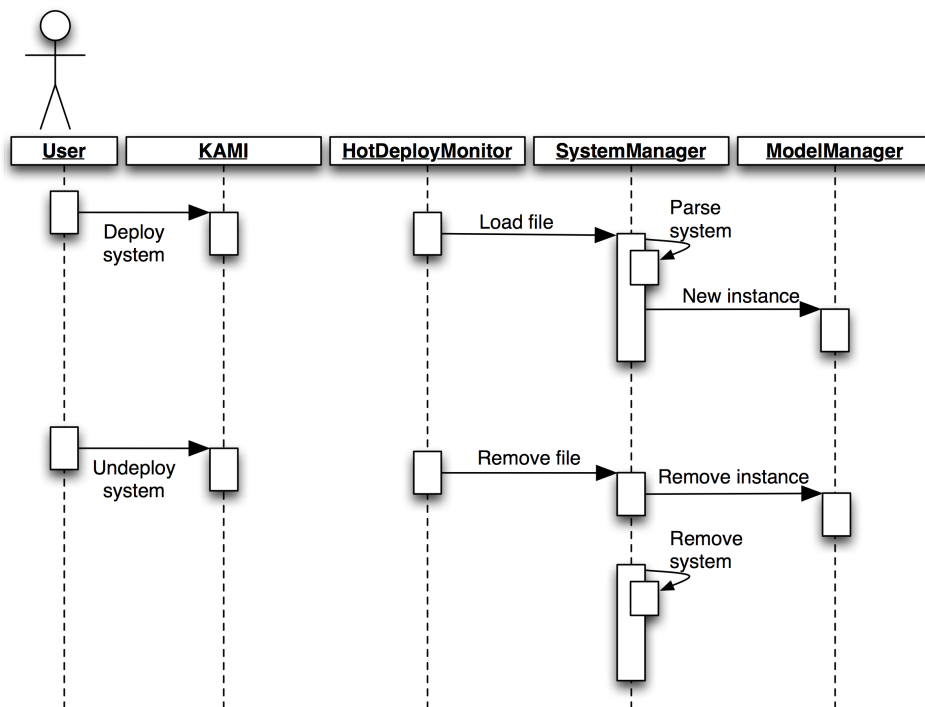 User
KAMI
HotDeployMonitor
SystemManager
ModelManager
Deploy
system
Load file
Parse
system
New instance
Undeploy
system
Remove file
Remove instance
Remove
system